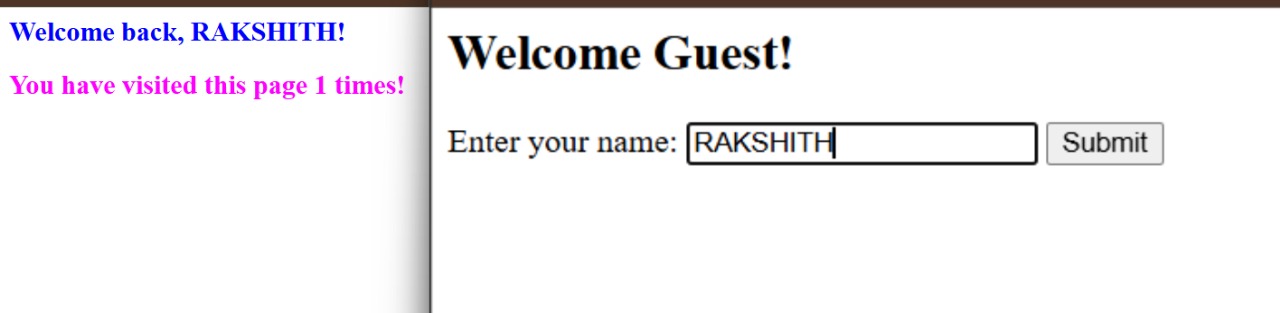 Welcome back, RAKSHITH!
You have visited this page 1 times!
Welcome Guest!
Enter your name: RAKSHITH Submit